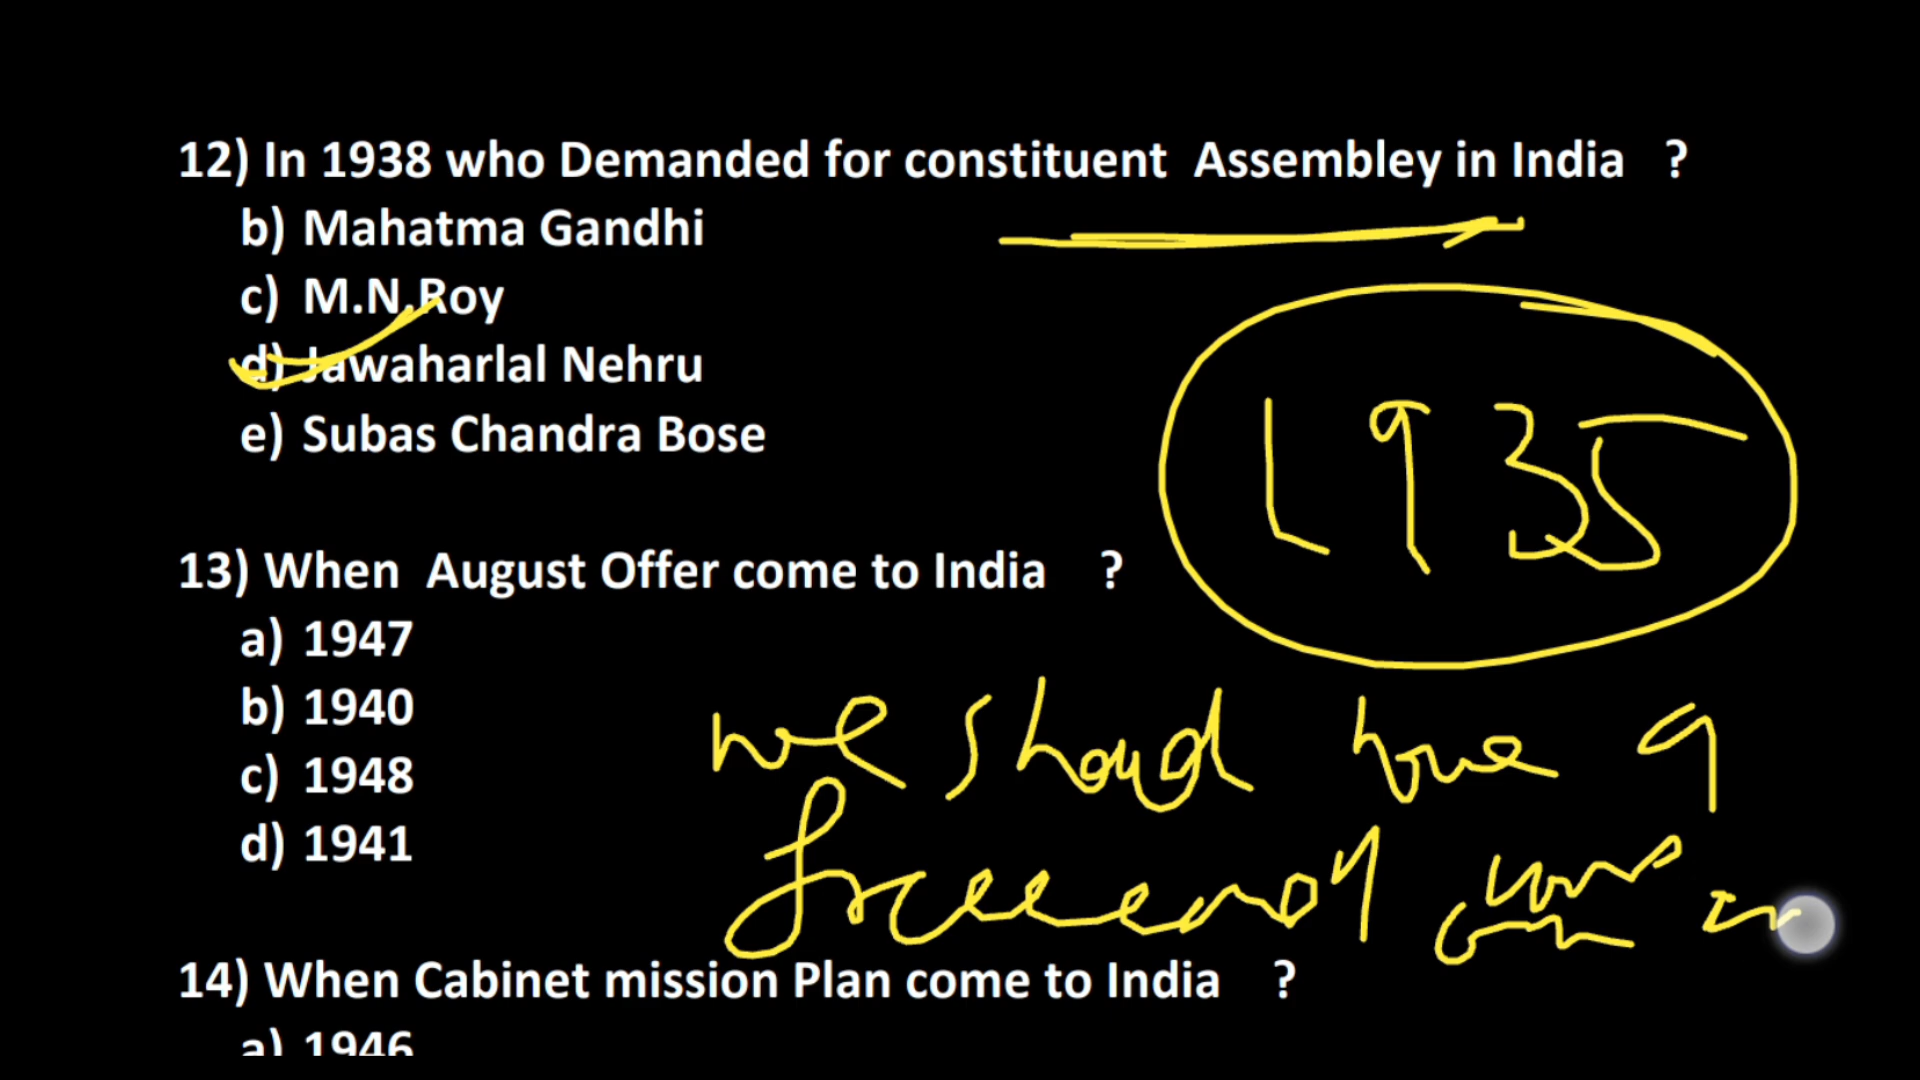 12) In 1938 who Demanded for constituent Assembley in India ?
b) Mahatma Gandhi
c) M.N.Roy
d) Jawaharlal Nehru
e) Subas Chandra Bose
1935
13) When August Offer come to India ?
a) 1947
b) 1940
c) 1948
d) 1941
we should have a
14) When Cabinet mission Plan come to India ?
a) 1946